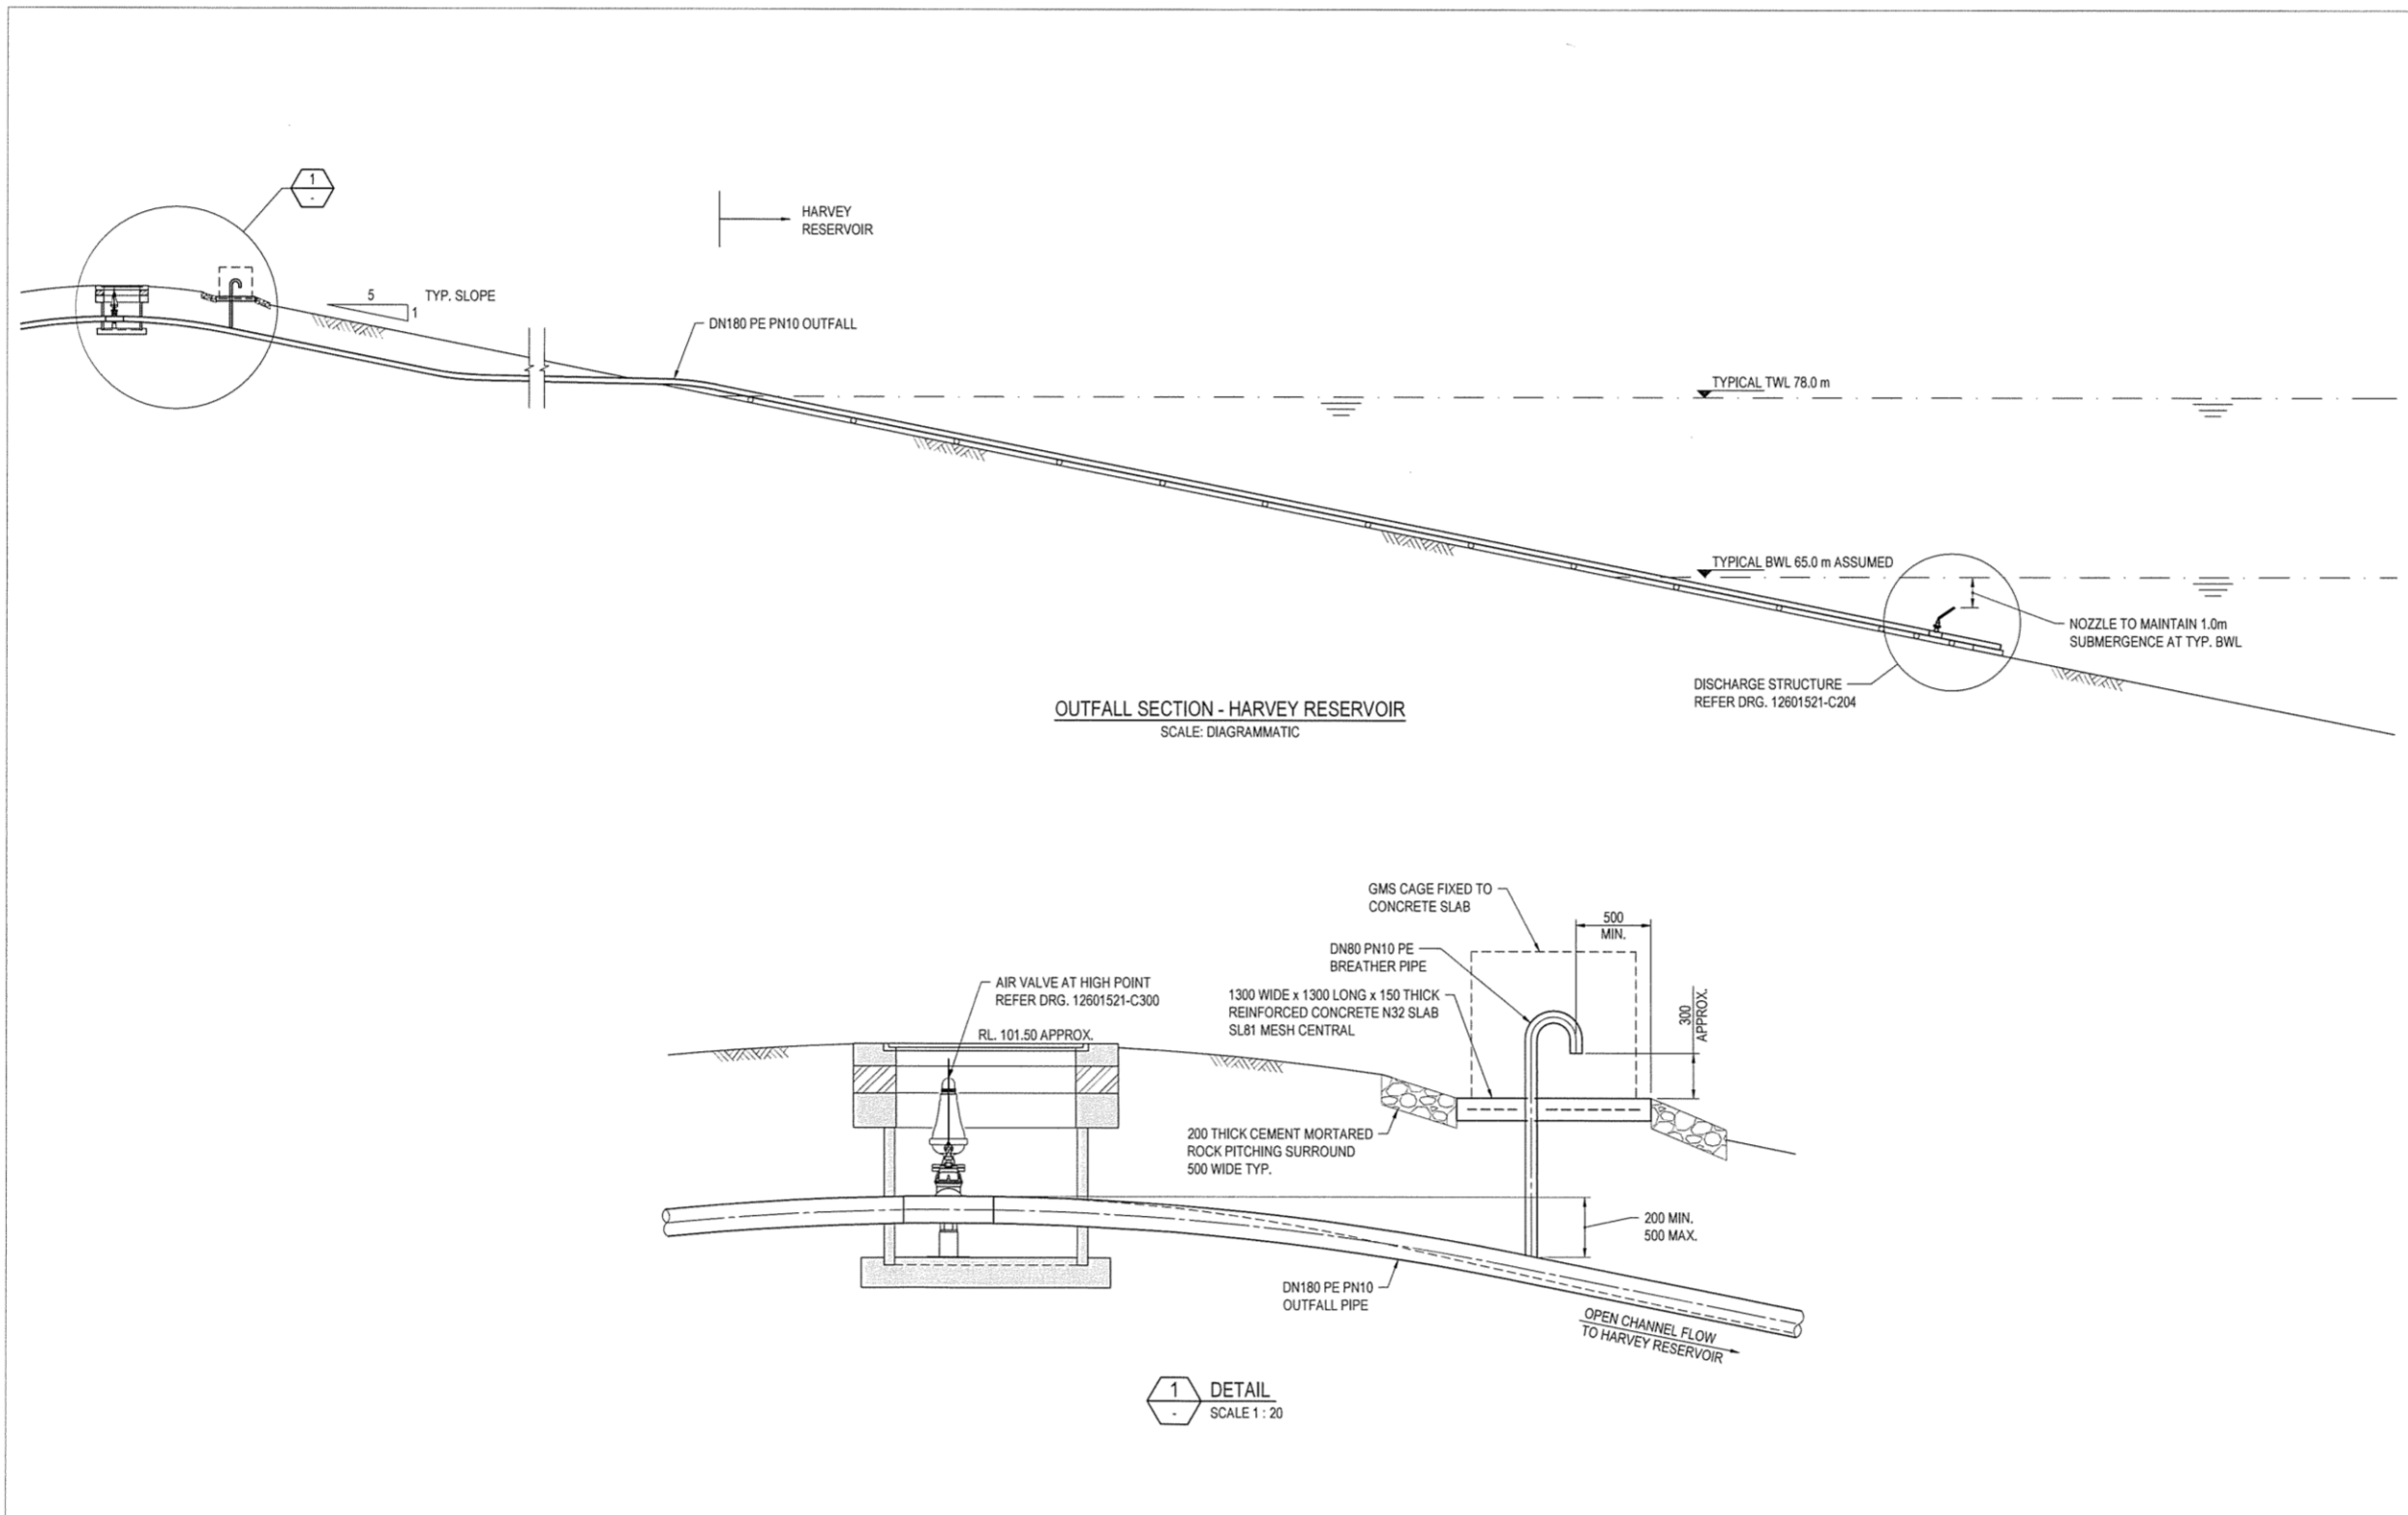 1
-
HARVEY
RESERVOIR
5
1
TYP. SLOPE
DN180 PE PN10 OUTFALL
TYPICAL TWL 78.0 m
TYPICAL BWL 65.0 m ASSUMED
NOZZLE TO MAINTAIN 1.0m
SUBMERGENCE AT TYP. BWL
DISCHARGE STRUCTURE
REFER DRG. 12601521-C204
OUTFALL SECTION - HARVEY RESERVOIR
SCALE: DIAGRAMMATIC
GMS CAGE FIXED TO
CONCRETE SLAB
500
MIN.
DN80 PN10 PE
BREATHER PIPE
AIR VALVE AT HIGH POINT
REFER DRG. 12601521-C300
1300 WIDE x 1300 LONG x 150 THICK
REINFORCED CONCRETE N32 SLAB
SL81 MESH CENTRAL
300
APPROX.
RL. 101.50 APPROX.
200 THICK CEMENT MORTARED
ROCK PITCHING SURROUND
500 WIDE TYP.
200 MIN.
500 MAX.
DN180 PE PN10
OUTFALL PIPE
OPEN CHANNEL FLOW
TO HARVEY RESERVOIR
1
-
DETAIL
SCALE 1 : 20